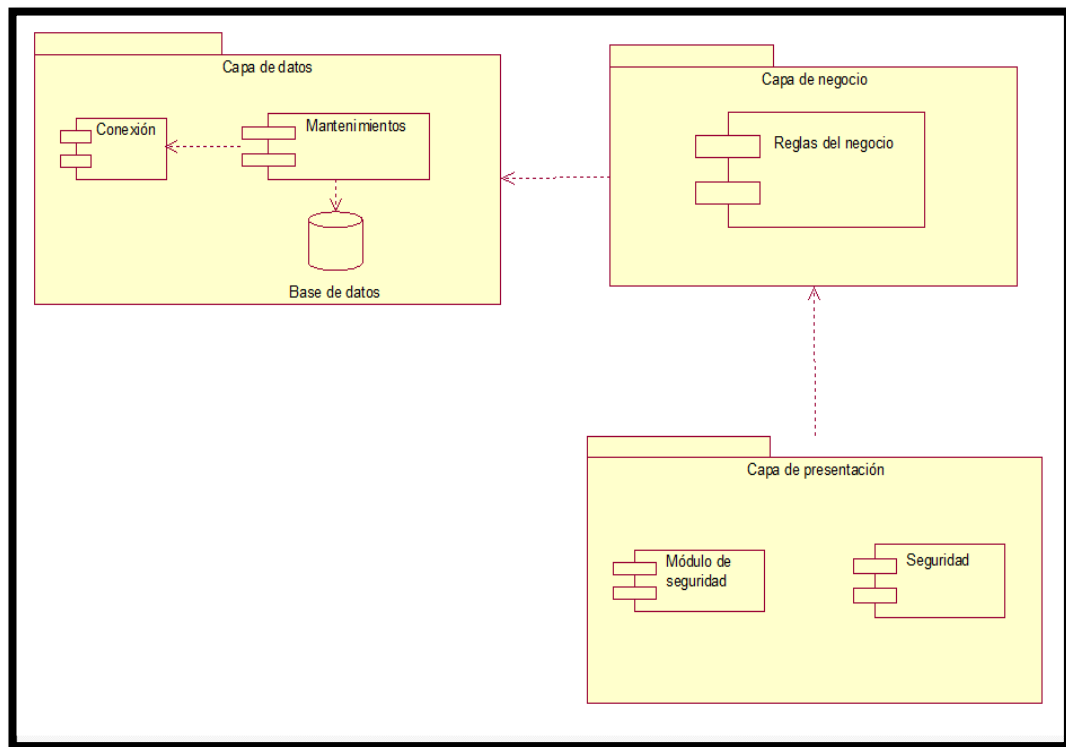 Capa de datos
Conexión
Mantenimientos
Base de datos
Capa de negocio
Reglas del negocio
Capa de presentación
Módulo de
seguridad
Seguridad